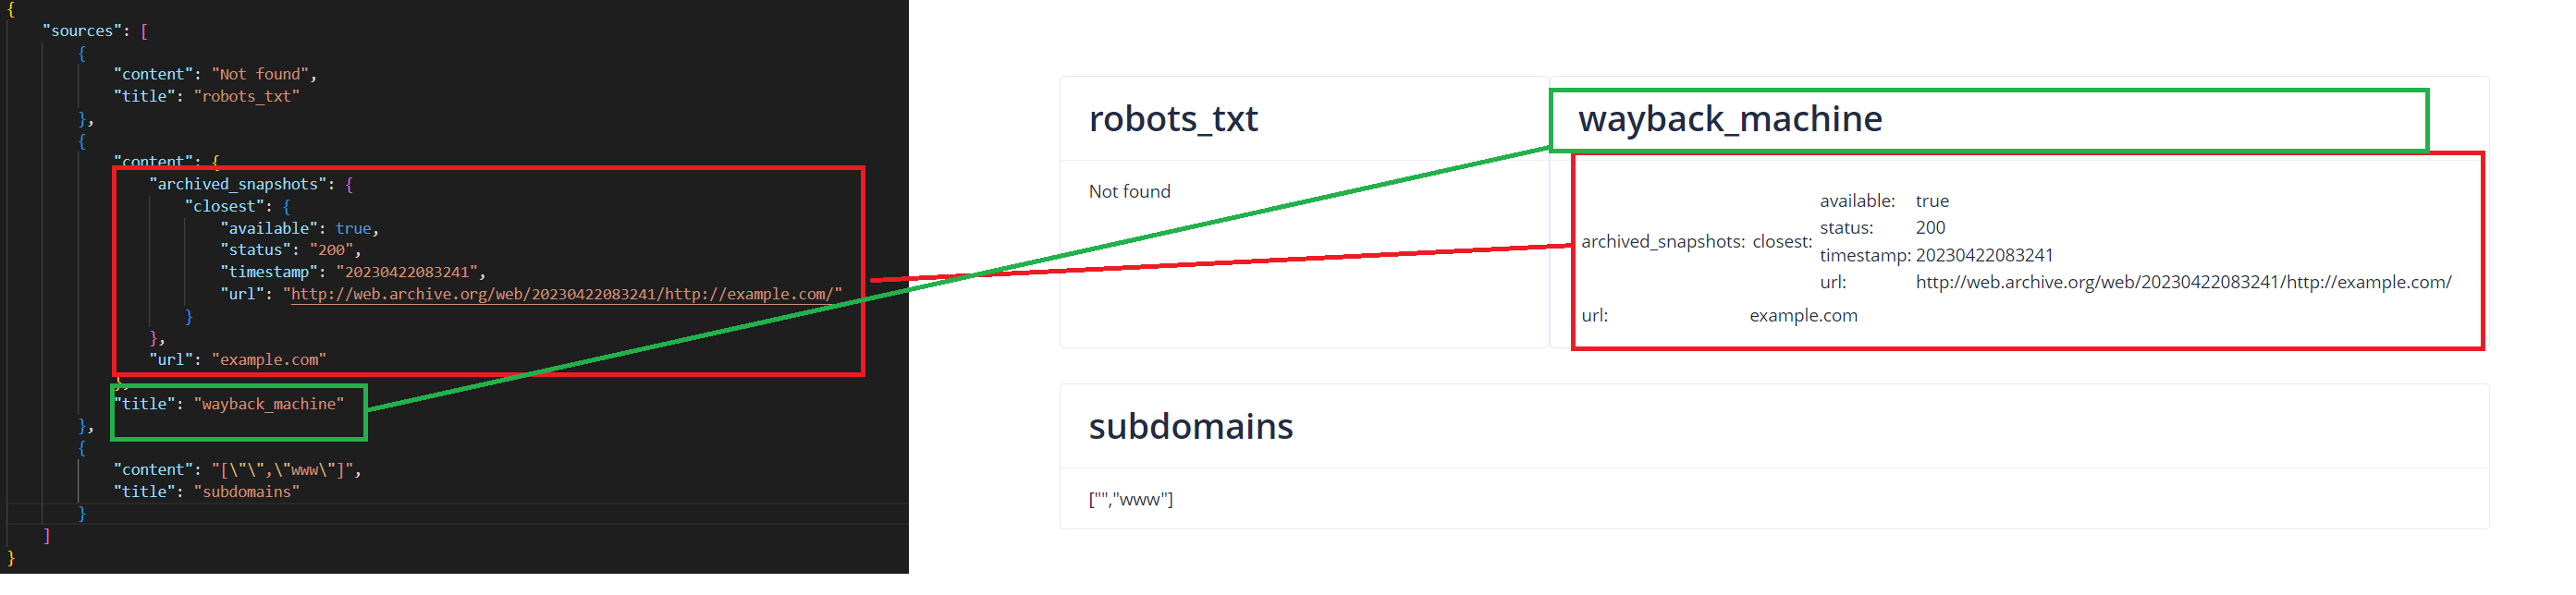 {
"sources": [
{
"content": "Not found",
"title": "robots_txt"
},
{
"content": {
"archived_snapshots": {
"closest": {
"available": true,
"status": "200",
"timestamp": "20230422083241",
"url": "http://web.archive.org/web/20230422083241/http://example.com/"
}
},
"url": "example.com"
},
"title": "wayback_machine"
},
{
"content": "[\"\",\"www\"]",
"title": "subdomains"
}
]
}
robots_txt
Not found
wayback_machine
available: true
status: 200
archived_snapshots: closest:
timestamp: 20230422083241
url: http://web.archive.org/web/20230422083241/http://example.com/
url: example.com
subdomains
["","www"]